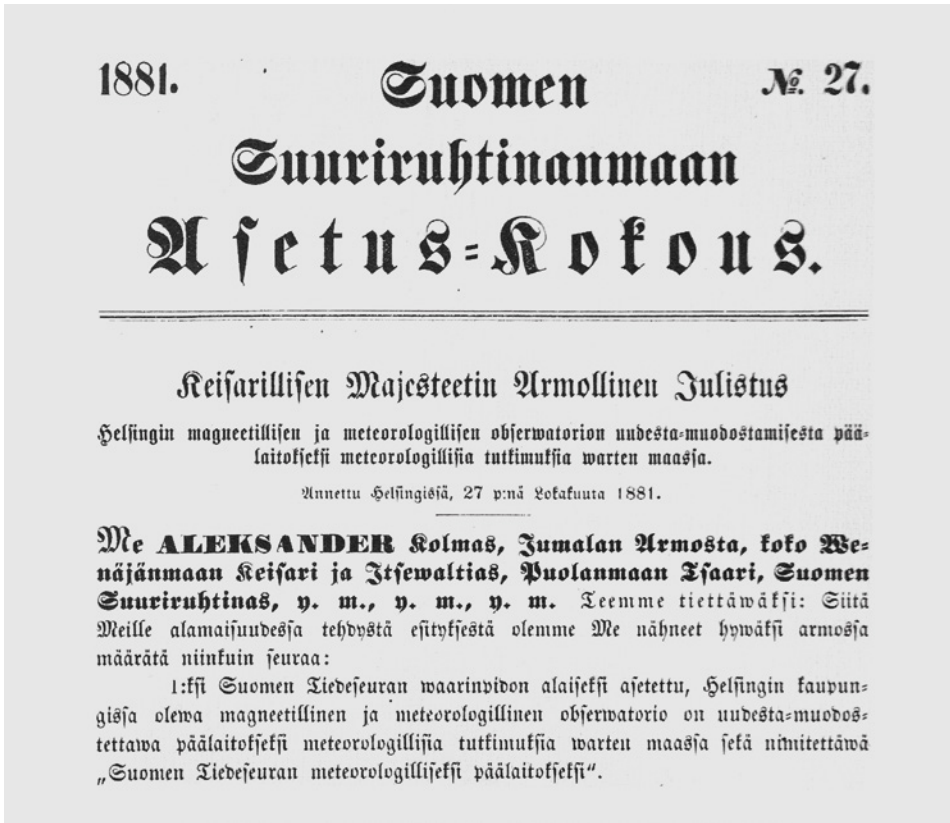 1881.
Suomen
№ 27.
Suuriruhtinanmaan
Asetus-Kokous.
Keisarillisen Majesteetin Armollinen Julistus
Helsingin magneetillisen ja meteorologillisen observatorion uudesta-muodostamisesta pää-
laitokseksi meteorologillisia tutkimuksia warten maassa.
Annettu Helsingissä, 27 p:nä Lokakuuta 1881.
Me ALEKSANDER Kolmas, Jumalan Armosta, koko We-
näjänmaan Keisari ja Itsewaltias, Puolanmaan Tsaari, Suomen
Suuriruhtinas, y. m., y. m., y. m. Teemme tiettäwäksi: Siitä
Meille alamaisuudessa tehdystä esityksestä olemme Me nähneet hywäksi armossa
määrätä niinkuin seuraa:
1:ksi Suomen Tiedeseuran waarinpidon alaiseksi asetettu, Helsingin kaupun-
gissa olewa magneetillinen ja meteorologillinen observatorio on uudesta-muodos-
tettawa päälaitokseksi meteorologillisia tutkimuksia warten maassa sekä nimitettäwä
„Suomen Tiedeseuran meteorologilliseksi päälaitokseksi“.